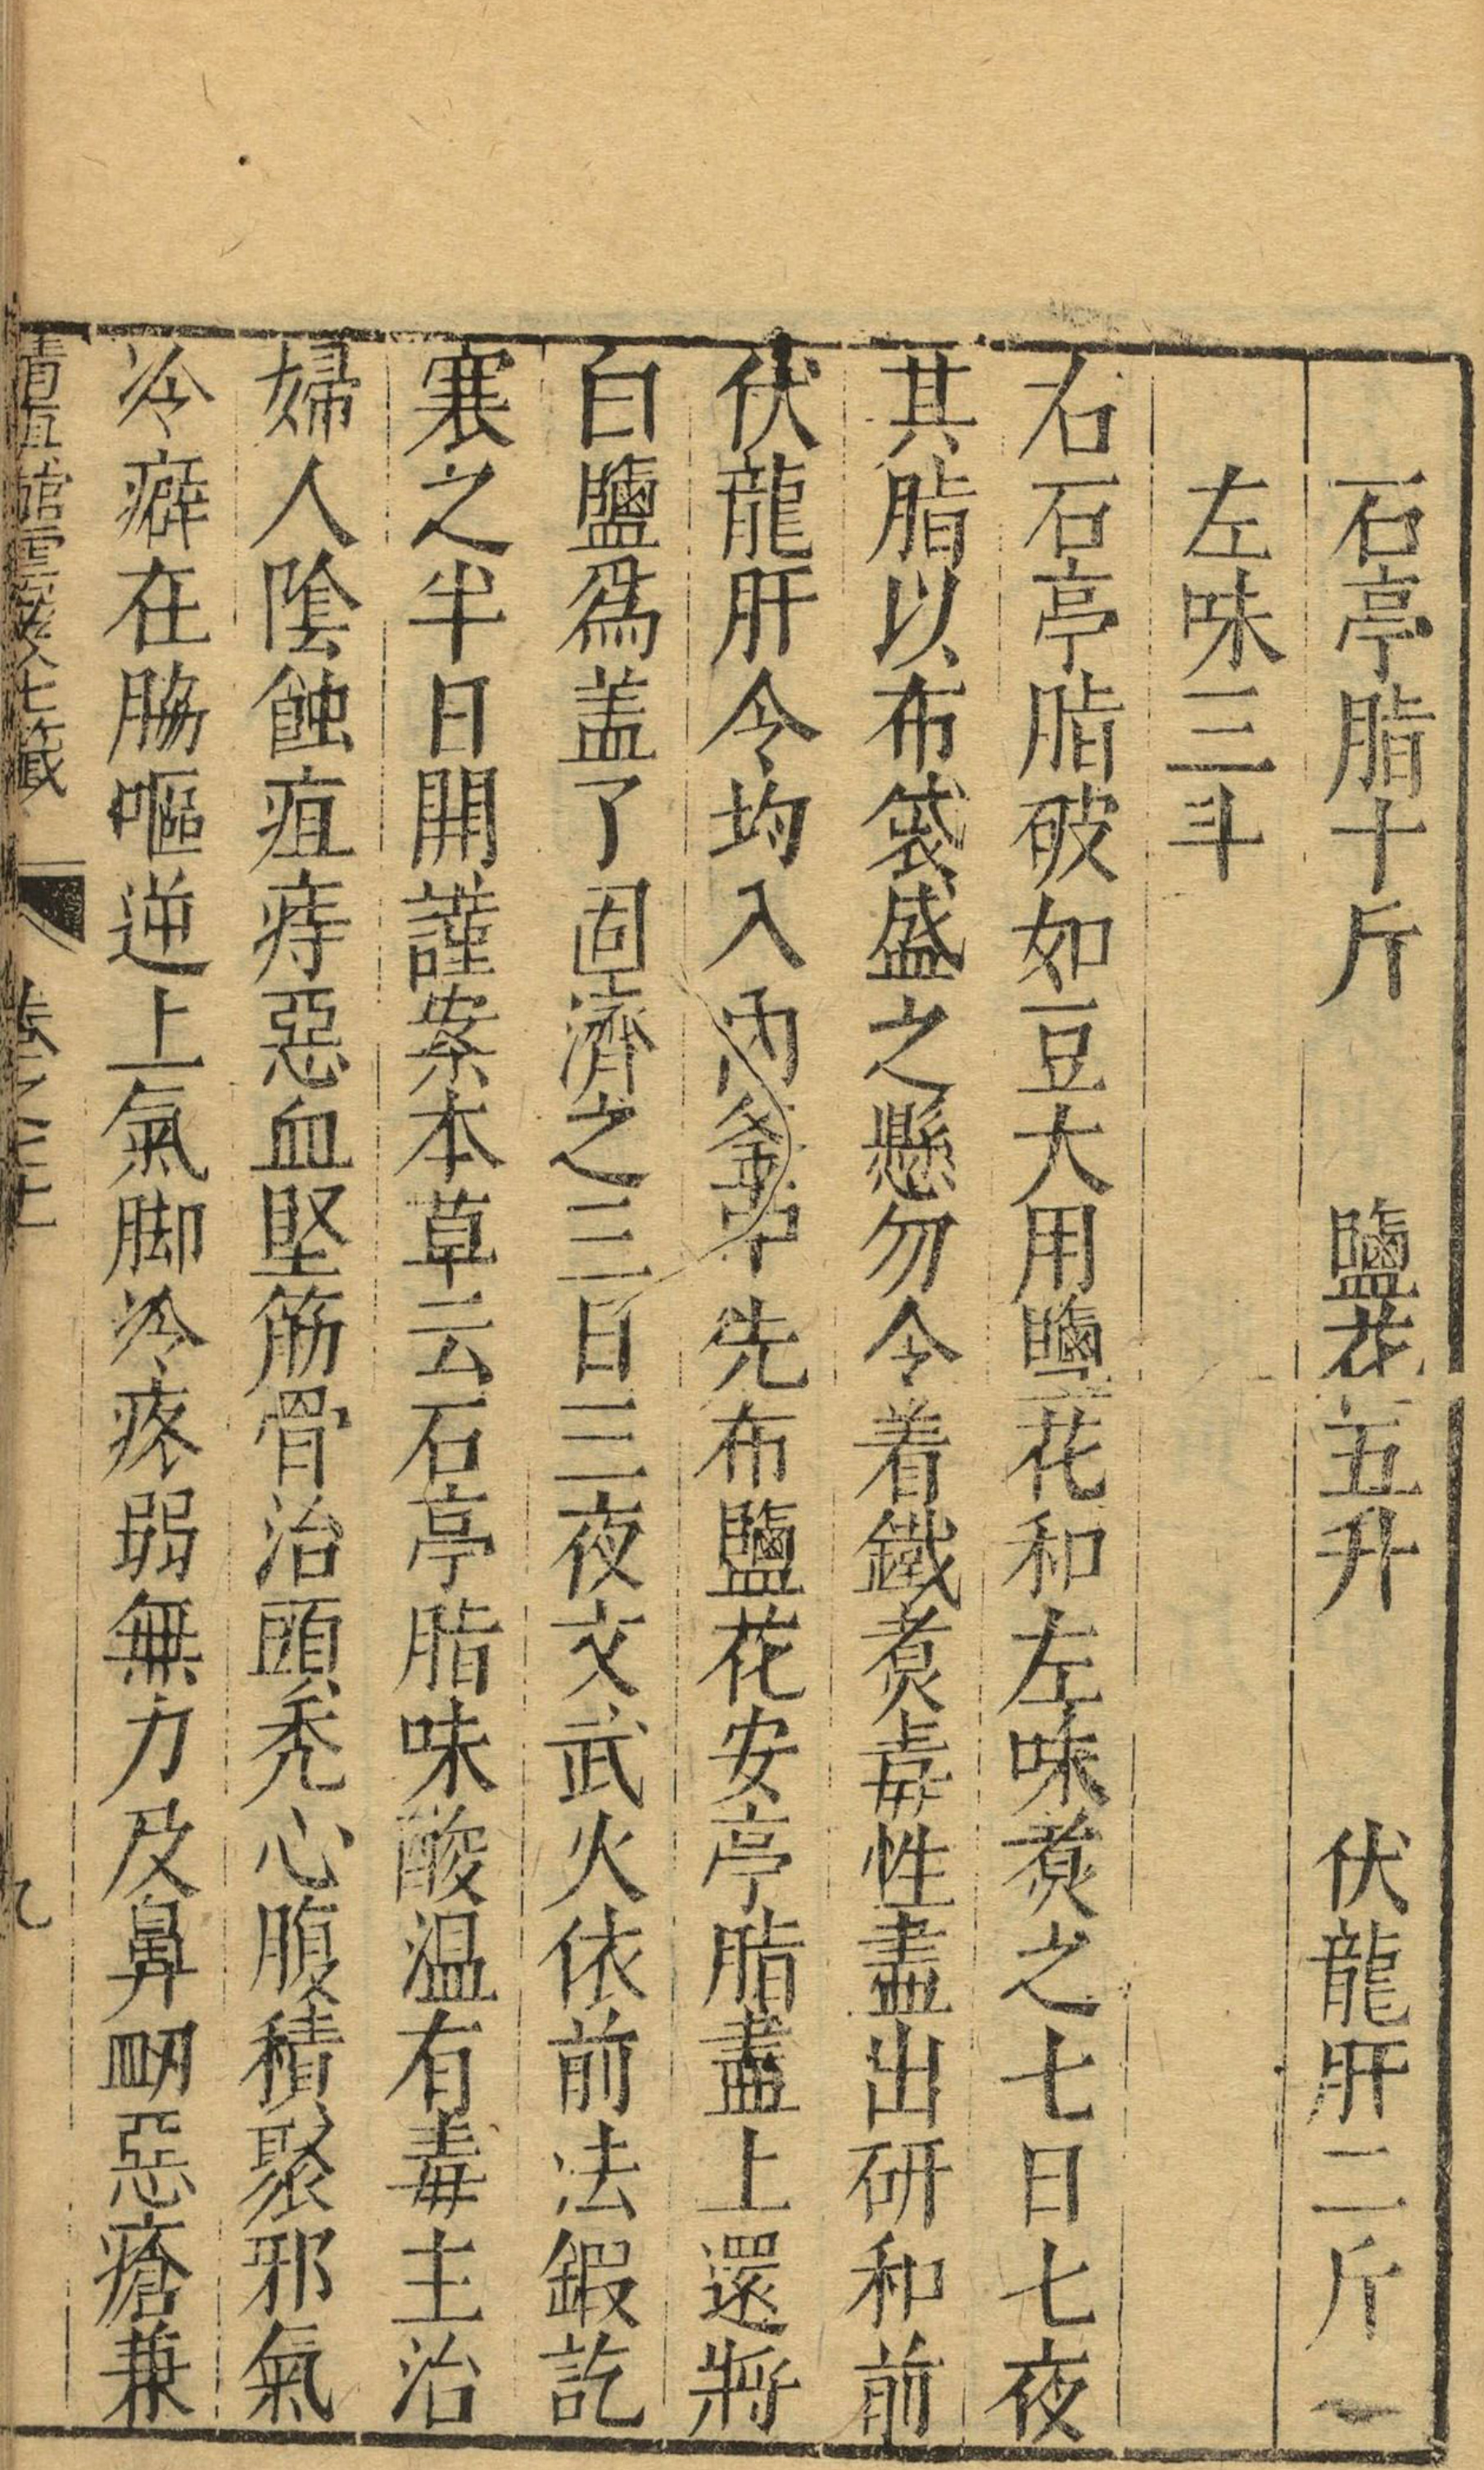 石亭脂十斤　鹽花五升　伏龍肝二斤
左味三斗
右石亭脂破如豆大用鹽花和左味煑之七日七夜
其脂以布袋盛之懸勿令着鐵煑毒性盡出研和前
伏龍肝令均入內釜中先布鹽花安亭脂盡上還將
白鹽爲盖了固濟之三日三夜文武火依前法鍜訖
寒之半日開謹案本草云石亭脂味酸溫有毒主治
婦人陰蝕疽痔惡血堅筋骨治頭禿心腹積聚邪氣
冷癖在脇嘔逆上氣脚冷疼弱無力及鼻衂惡瘡兼
雲笈七籤　卷之七十　九